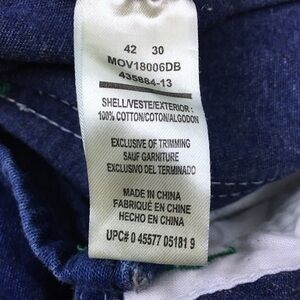 42 30
MOV18006DB
435884-13
SHELL/VESTE/EXTERIOR :
100% COTTON/COTON/ALGODON
EXCLUSIVE OF TRIMMING
SAUF GARNITURE
EXCLUSIVO DEL TERMINADO
MADE IN CHINA
FABRIQUÉ EN CHINE
HECHO EN CHINA
UPC# 0 45577 05181 9